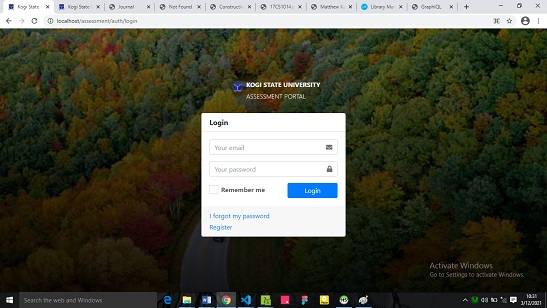 Kogi State
Kogi State
Journal
Not Found
Constructi
17CS1014
Matthew K
Library Ma
GraphiQL
localhost/assessment/auth/login
KOGI STATE UNIVERSITY
ASSESSMENT PORTAL
Login
Your email
Your password
Remember me
Login
I forgot my password
Register
Activate Windows
Go to Settings to activate Windows.
Search the web and Windows
10:31
3/12/2021